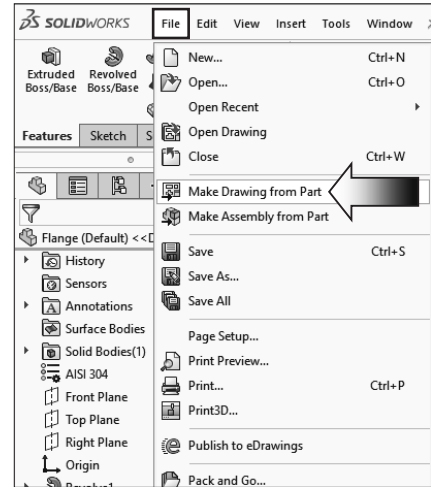 SOLIDWORKS
File Edit View Insert Tools Window
Extruded Boss/Base
Revolved Boss/Base
Features Sketch S
Flange (Default) <<D
History
Sensors
Annotations
Surface Bodies
Solid Bodies(1)
AISI 304
Front Plane
Top Plane
Right Plane
Origin
Revolve1
New... Ctrl+N
Open... Ctrl+O
Open Recent
Open Drawing
Close Ctrl+W
Make Drawing from Part
Make Assembly from Part
Save Ctrl+S
Save As...
Save All
Page Setup...
Print Preview...
Print... Ctrl+P
Print3D...
Publish to eDrawings
Pack and Go...